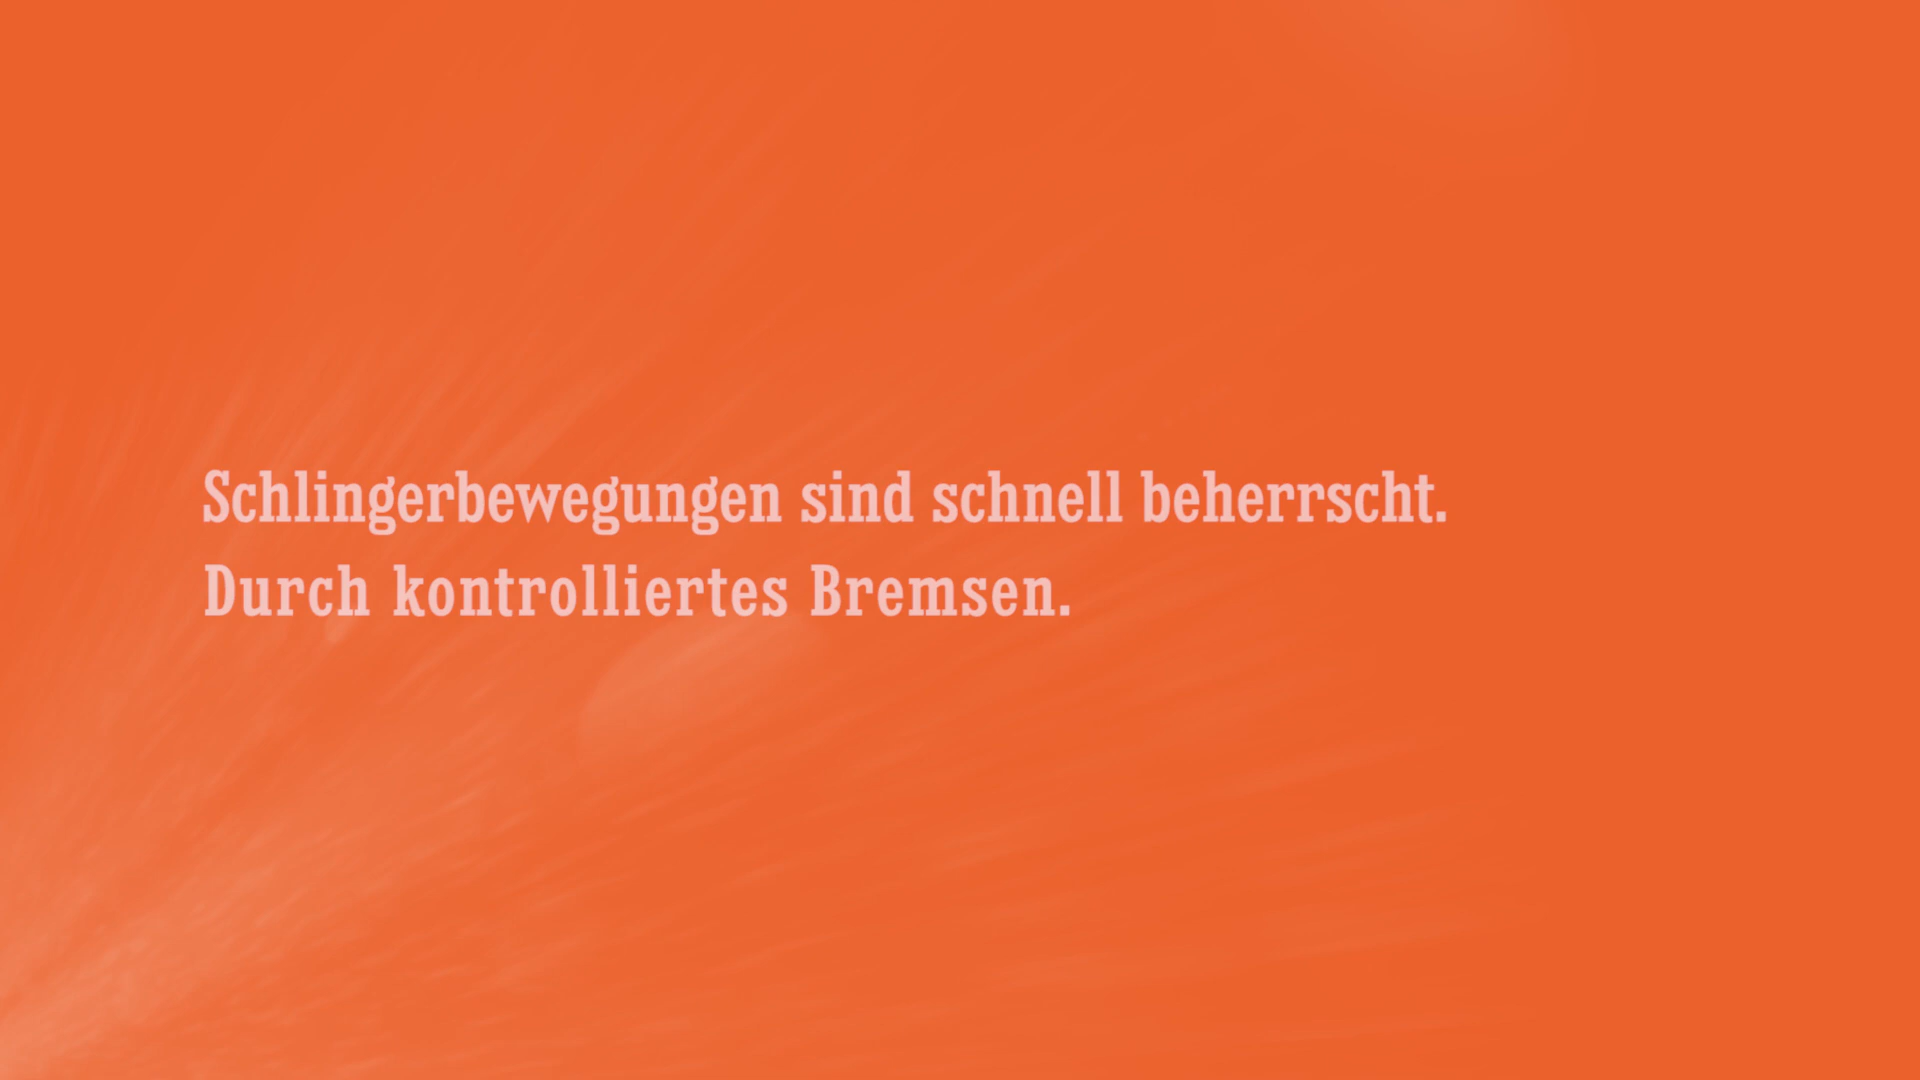 Schlingerbewegungen sind schnell beherrscht.
Durch kontrolliertes Bremsen.